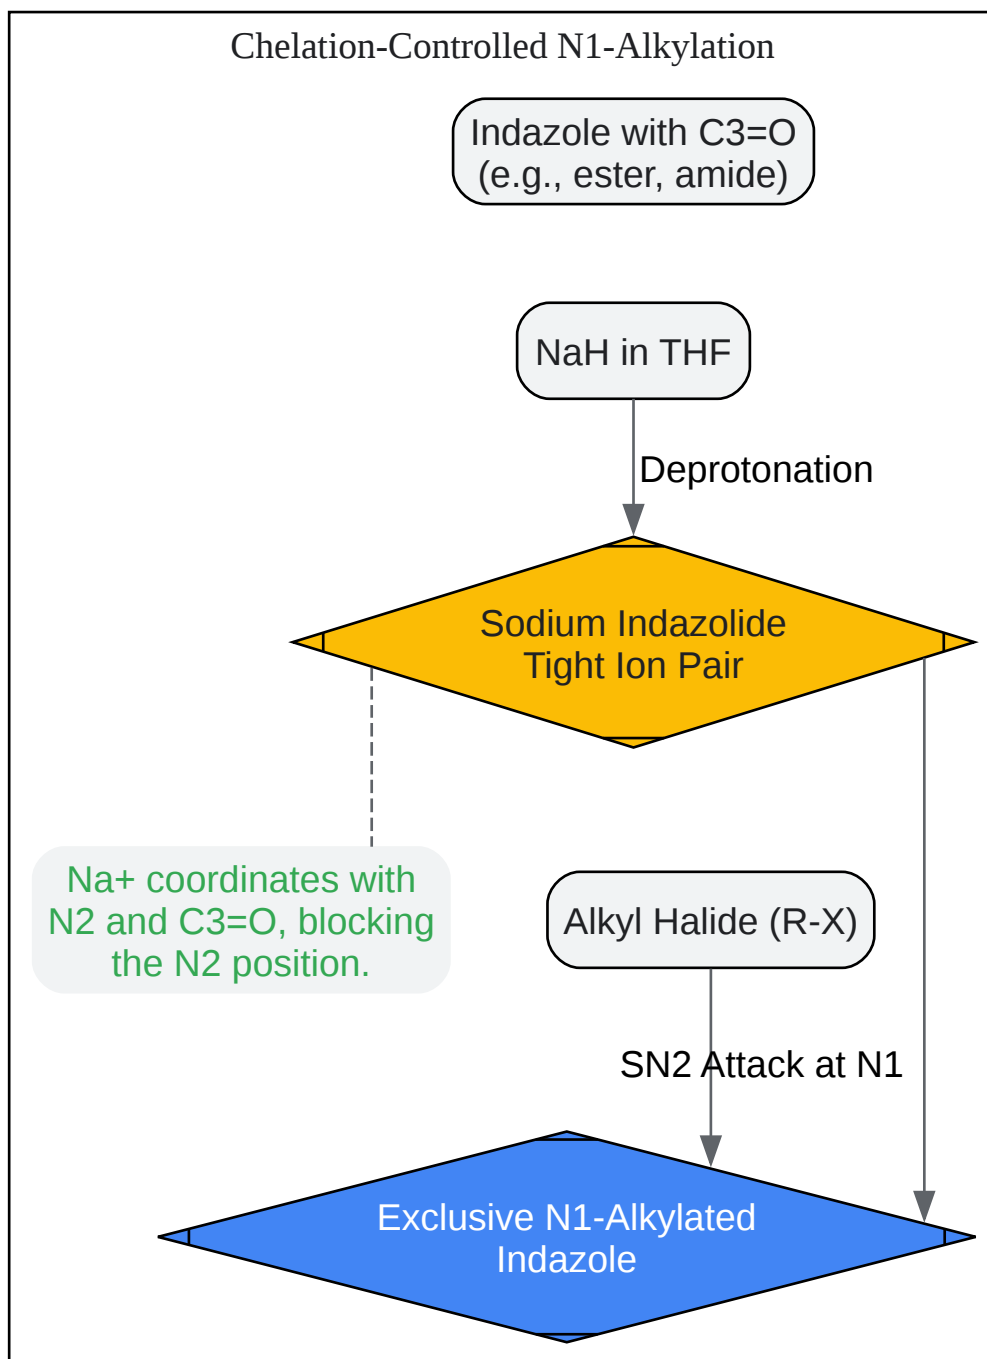 Chelation-Controlled N1-Alkylation
Indazole with C3=O
(e.g., ester, amide)
NaH in THF
Deprotonation
Sodium Indazolide
Tight Ion Pair
Na+ coordinates with
N2 and C3=O, blocking
the N2 position.
Alkyl Halide (R-X)
SN2 Attack at N1
Exclusive N1-Alkylated
Indazole